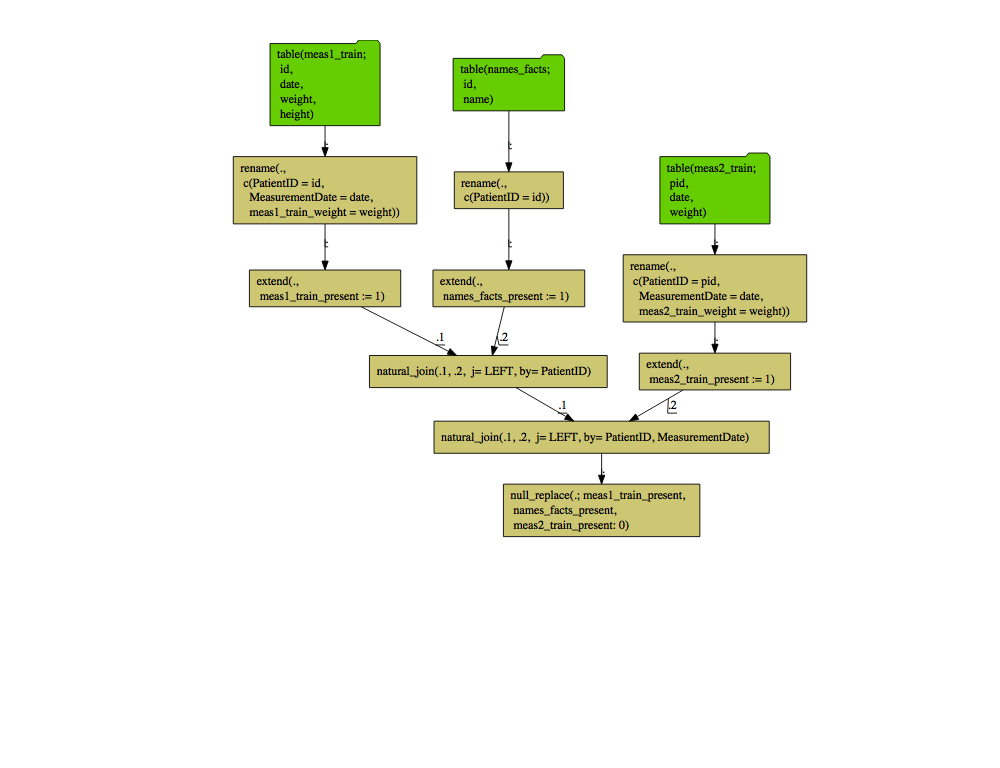 table(meas1_train;
id,
date,
weight,
height)
table(names_facts;
id,
name)
rename(.,
c(PatientID = id,
MeasurementDate = date,
meas1_train_weight = weight))
rename(.,
c(PatientID = id))
table(meas2_train;
pid,
date,
weight)
extend(.,
meas1_train_present := 1)
extend(.,
names_facts_present := 1)
rename(.,
c(PatientID = pid,
MeasurementDate = date,
meas2_train_weight = weight))
.1
.2
natural_join(.1, .2, j= LEFT, by= PatientID)
extend(.,
meas2_train_present := 1)
.1
.2
natural_join(.1, .2, j= LEFT, by= PatientID, MeasurementDate)
null_replace(.; meas1_train_present,
names_facts_present,
meas2_train_present: 0)